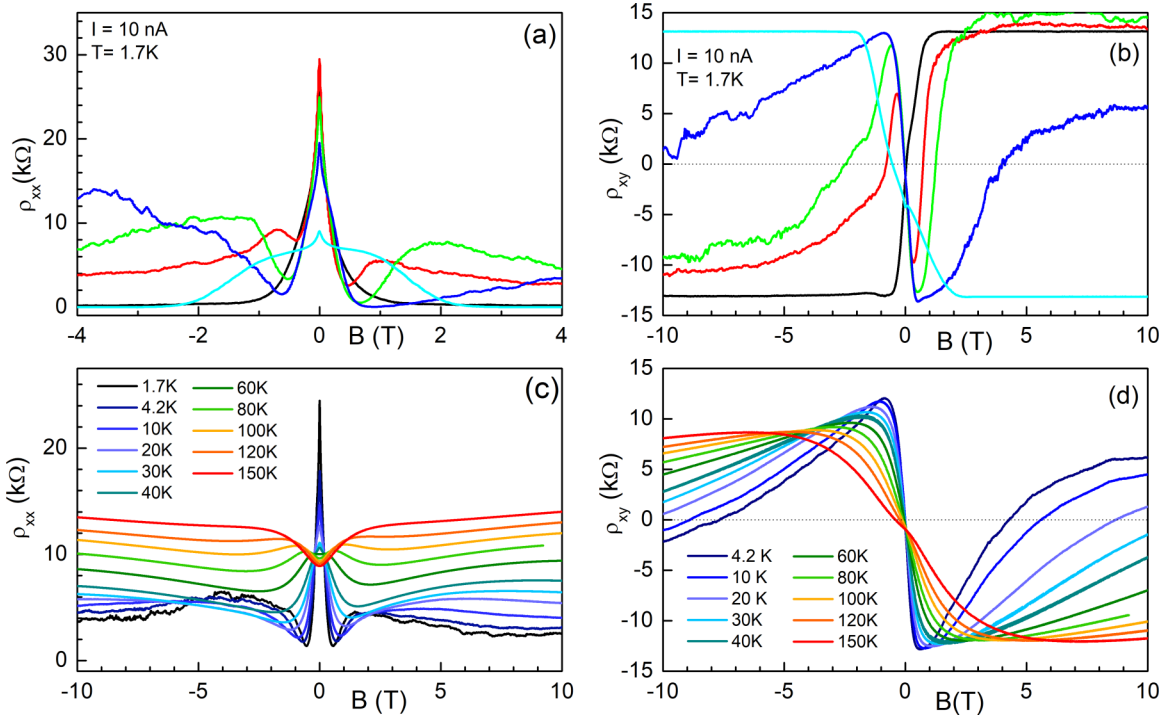 I = 10 nA
T= 1.7K
(a)
35
30
20
10
0
ρxx(kΩ)
-4
-2
0
2
4
B (T)
I = 10 nA
T= 1.7K
(b)
15
10
5
0
-5
-10
-15
ρxy (kΩ)
-10
-5
0
5
10
B (T)
1.7K
4.2K
10K
20K
30K
40K
60K
80K
100K
120K
150K
(c)
20
10
0
ρxx (kΩ)
-10
-5
0
5
10
B (T)
(d)
15
10
5
0
-5
-10
-15
ρxy (kΩ)
4.2 K
10 K
20 K
30K
40K
60K
80K
100K
120K
150K
-10
-5
0
5
10
B(T)